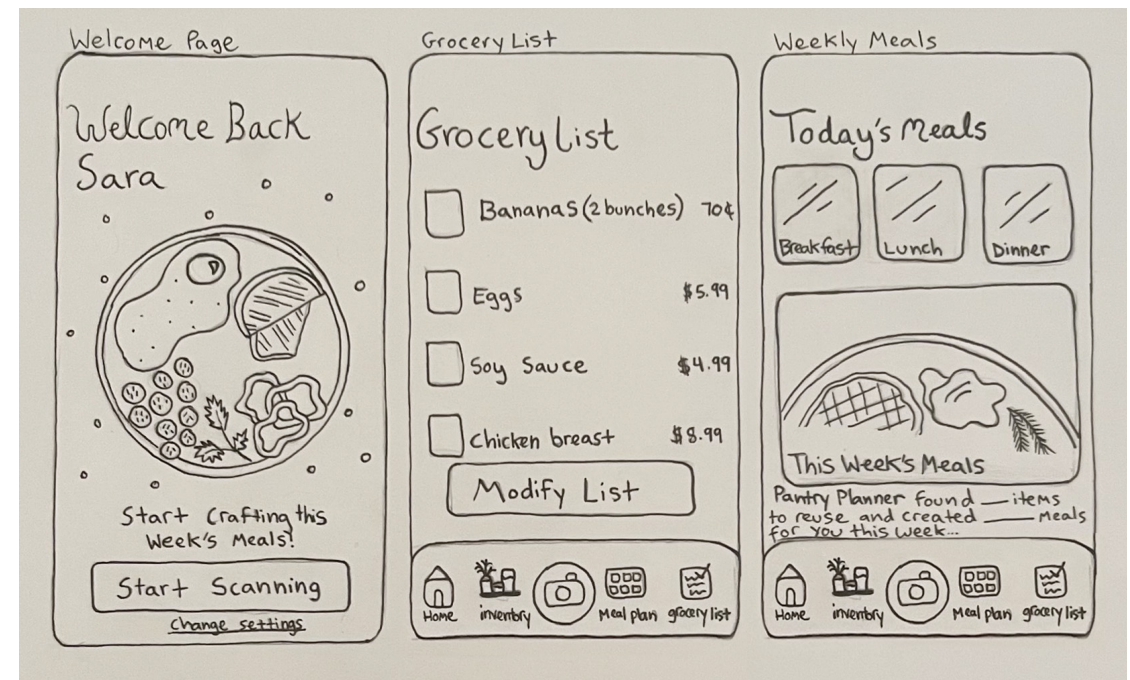 Welcome Page
Welcome Back
Sara
Start Crafting this
Week's Meals!
Start Scanning
Change settings
Grocery List
Grocery List
Bananas (2 bunches) 70¢
Eggs $5.99
Soy Sauce $4.99
Chicken breast $8.99
Modify List
Home inventory Meal plan grocery list
Weekly Meals
Today's Meals
Breakfast Lunch Dinner
This Week's Meals
Pantry Planner found ___ items
to reuse and created ____ Meals
for you this week...
Home inventory Meal plan grocery list